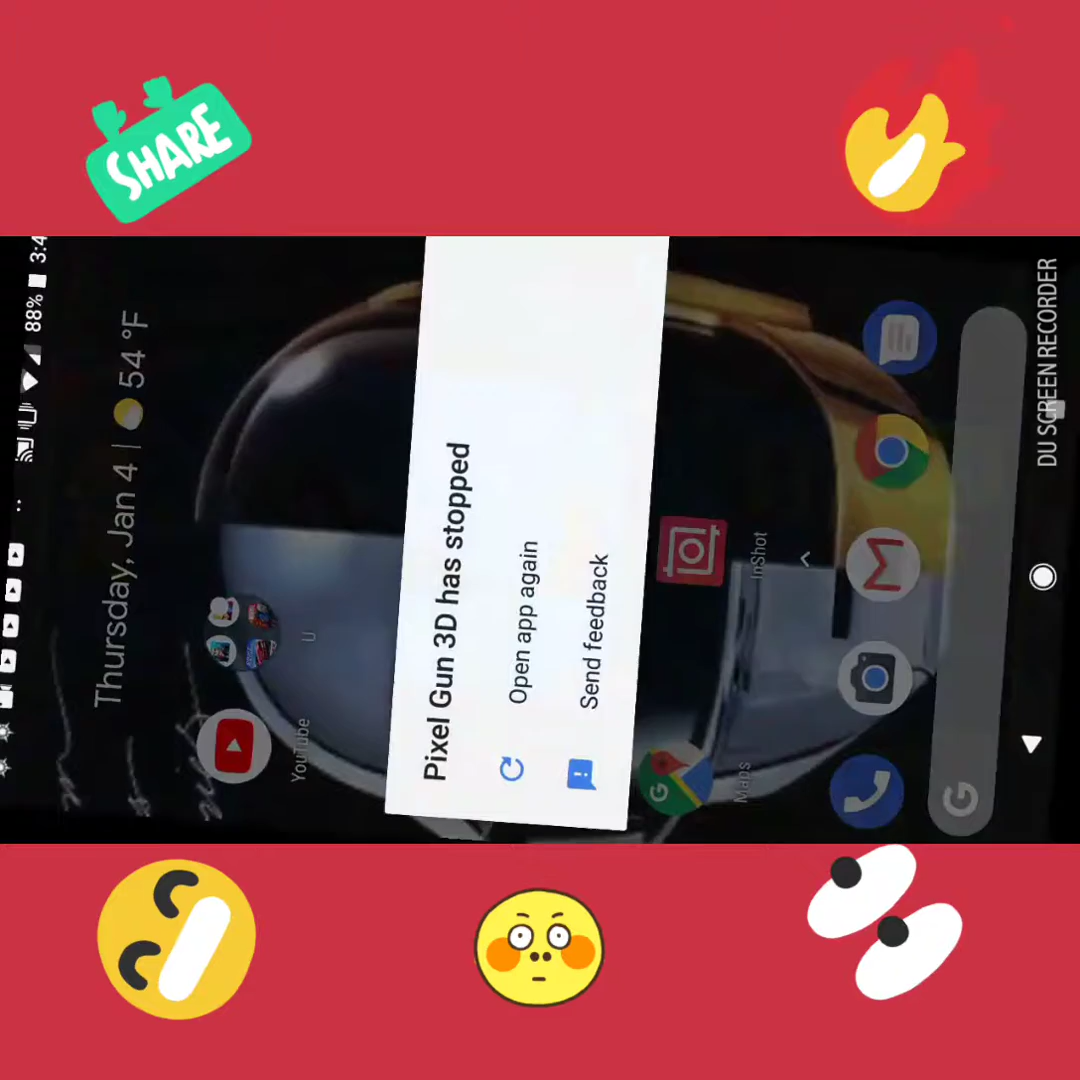 SHARE
3:4
88%
Thursday, Jan 4 | 54 °F
Pixel Gun 3D has stopped
Open app again
Send feedback
YouTube
U
Maps
InShot
G
G
DU SCREEN RECORDER